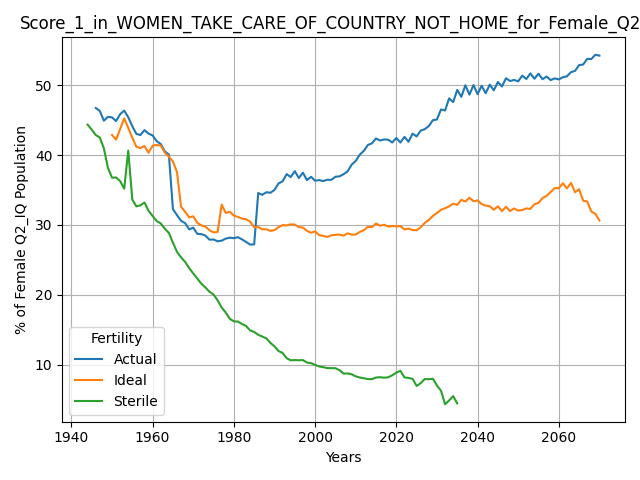 Score_1_in_WOMEN_TAKE_CARE_OF_COUNTRY_NOT_HOME_for_Female_Q2
% of Female Q2_IQ Population
50
40
30
20
10
Fertility
Actual
Ideal
Sterile
1940 1960 1980 2000 2020 2040 2060
Years